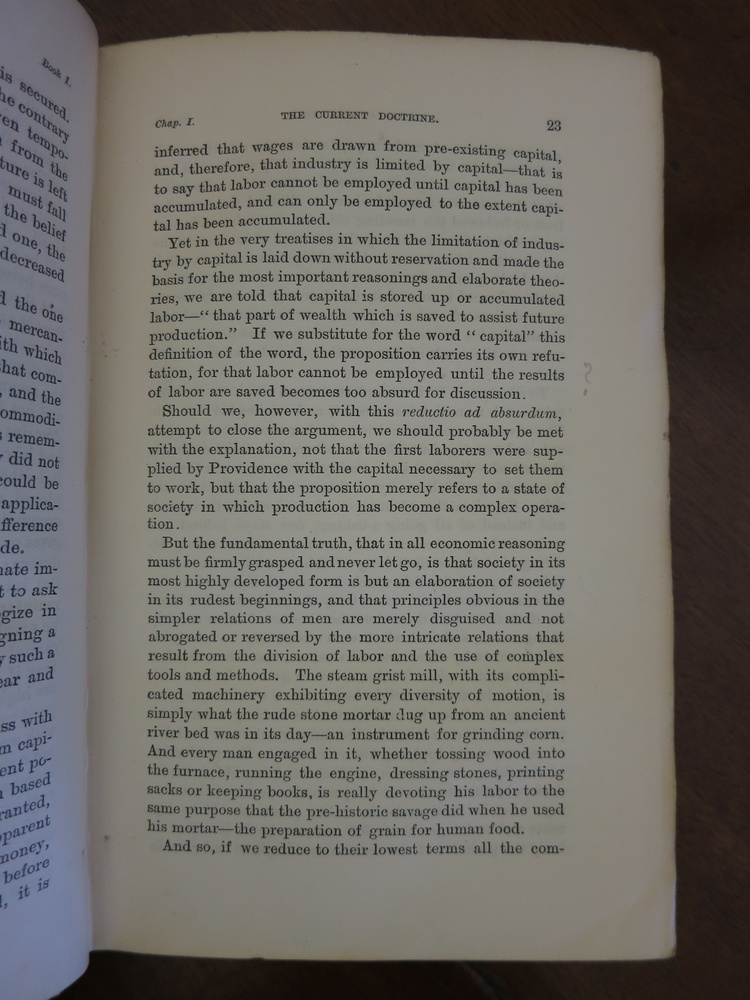 Book I.
is secured.
he contrary
en tempo-
from the
ture is left
must fall
the belief
d one, the
decreased
d the one
mercan-
ith which
hat com-
, and the
ommodi-
s remem-
did not
could be
applica-
fference
de.
nate im-
t to ask
gize in
gning a
such a
ear and
ss with
m capi-
ent po-
based
ranted,
pparent
money,
before
, it is
Chap. I. THE CURRENT DOCTRINE. 23
inferred that wages are drawn from pre-existing capital,
and, therefore, that industry is limited by capital—that is
to say that labor cannot be employed until capital has been
accumulated, and can only be employed to the extent capi-
tal has been accumulated.
Yet in the very treatises in which the limitation of indus-
try by capital is laid down without reservation and made the
basis for the most important reasonings and elaborate theo-
ries, we are told that capital is stored up or accumulated
labor—“ that part of wealth which is saved to assist future
production.” If we substitute for the word “ capital” this
definition of the word, the proposition carries its own refu-
tation, for that labor cannot be employed until the results
of labor are saved becomes too absurd for discussion.
Should we, however, with this reductio ad absurdum,
attempt to close the argument, we should probably be met
with the explanation, not that the first laborers were sup-
plied by Providence with the capital necessary to set them
to work, but that the proposition merely refers to a state of
society in which production has become a complex opera-
tion.
But the fundamental truth, that in all economic reasoning
must be firmly grasped and never let go, is that society in its
most highly developed form is but an elaboration of society
in its rudest beginnings, and that principles obvious in the
simpler relations of men are merely disguised and not
abrogated or reversed by the more intricate relations that
result from the division of labor and the use of complex
tools and methods. The steam grist mill, with its compli-
cated machinery exhibiting every diversity of motion, is
simply what the rude stone mortar dug up from an ancient
river bed was in its day—an instrument for grinding corn.
And every man engaged in it, whether tossing wood into
the furnace, running the engine, dressing stones, printing
sacks or keeping books, is really devoting his labor to the
same purpose that the pre-historic savage did when he used
his mortar—the preparation of grain for human food.
And so, if we reduce to their lowest terms all the com-